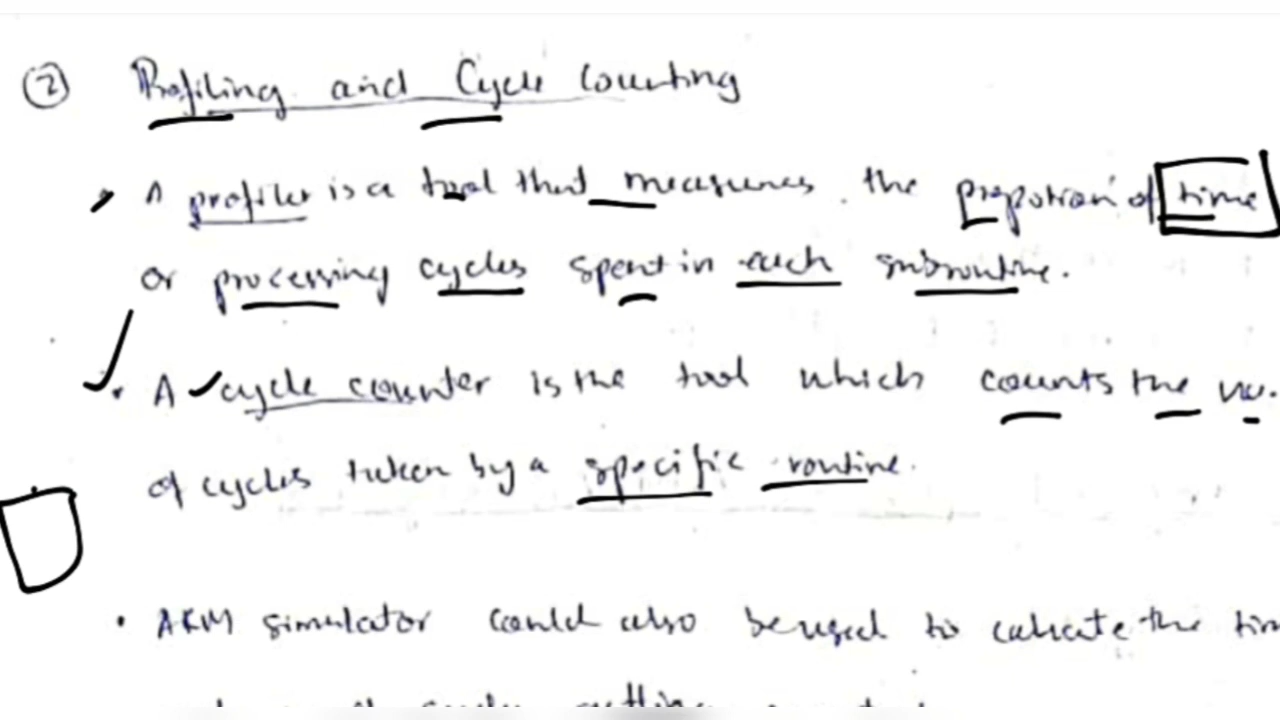 ② Profiling and Cycle Counting
A profiler is a tool that measures the propotion of time
or processing cycles spent in each subroutine.
• A cycle counter is the tool which counts the no.
of cycles taken by a specific routine.
• ARM simulator could also be used to calculate the